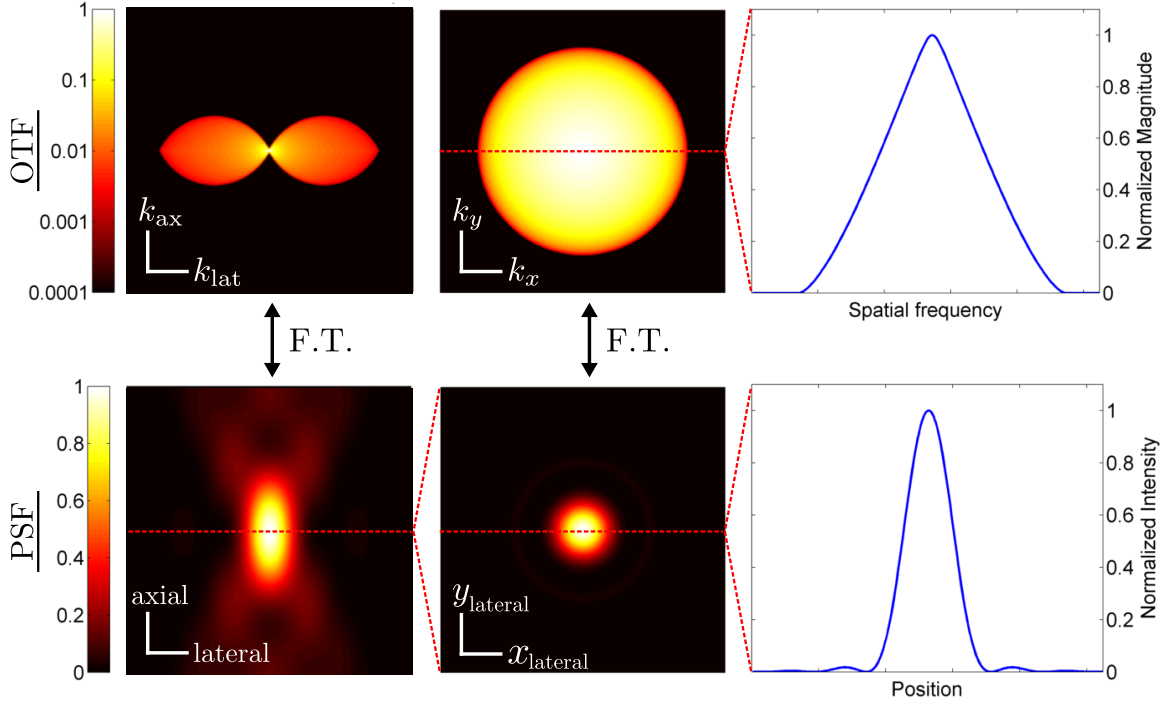 OTF
1
0.1
0.01
0.001
0.0001
k_ax
k_lat
k_y
k_x
1
0.8
0.6
0.4
0.2
0
Normalized Magnitude
Spatial frequency
F.T.
F.T.
PSF
1
0.8
0.6
0.4
0.2
0
axial
lateral
y_lateral
x_lateral
1
0.8
0.6
0.4
0.2
0
Normalized Intensity
Position